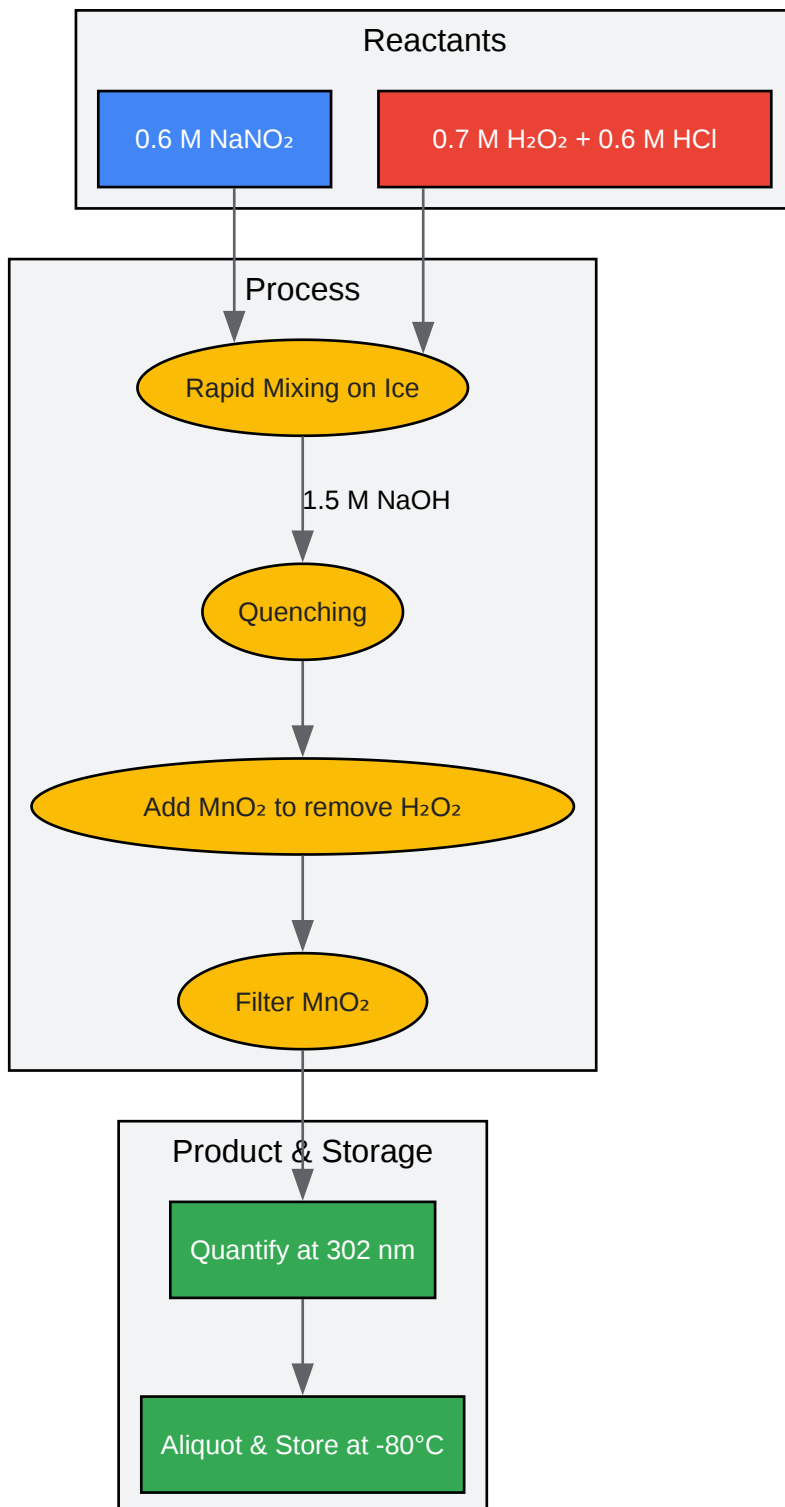 Reactants
0.6 M NaNO₂
0.7 M H₂O₂ + 0.6 M HCl
Process
Rapid Mixing on Ice
1.5 M NaOH
Quenching
Add MnO₂ to remove H₂O₂
Filter MnO₂
Product & Storage
Quantify at 302 nm
Aliquot & Store at -80°C